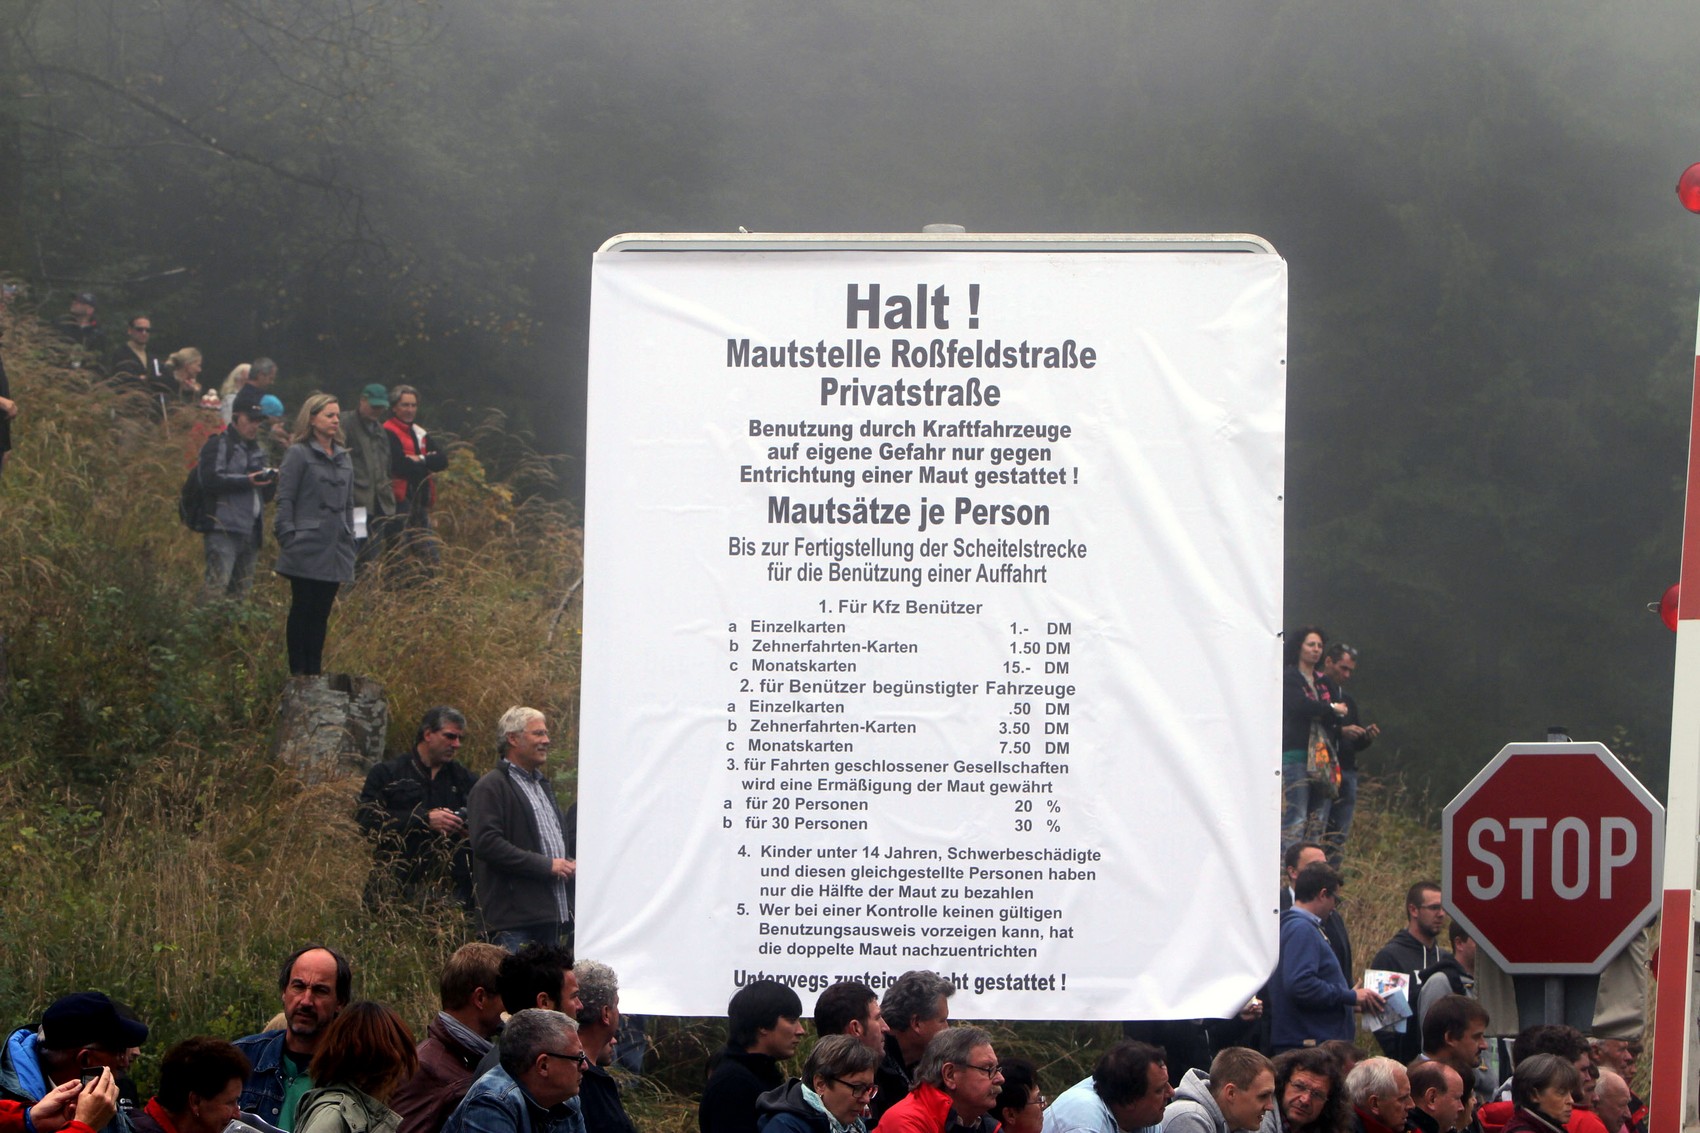 Halt !
Mautstelle Roßfeldstraße
Privatstraße
Benutzung durch Kraftfahrzeuge
auf eigene Gefahr nur gegen
Entrichtung einer Maut gestattet !
Mautsätze je Person
Bis zur Fertigstellung der Scheitelstrecke
für die Benützung einer Auffahrt
1. Für Kfz Benützer
a Einzelkarten 1.- DM
b Zehnerfahrten-Karten 1.50 DM
c Monatskarten 15.- DM
2. für Benützer begünstigter Fahrzeuge
a Einzelkarten .50 DM
b Zehnerfahrten-Karten 3.50 DM
c Monatskarten 7.50 DM
3. für Fahrten geschlossener Gesellschaften
wird eine Ermäßigung der Maut gewährt
a für 20 Personen 20 %
b für 30 Personen 30 %
4. Kinder unter 14 Jahren, Schwerbeschädigte
und diesen gleichgestellte Personen haben
nur die Hälfte der Maut zu bezahlen
5. Wer bei einer Kontrolle keinen gültigen
Benutzungsausweis vorzeigen kann, hat
die doppelte Maut nachzuentrichten
Unterwegs gestattet !
STOP